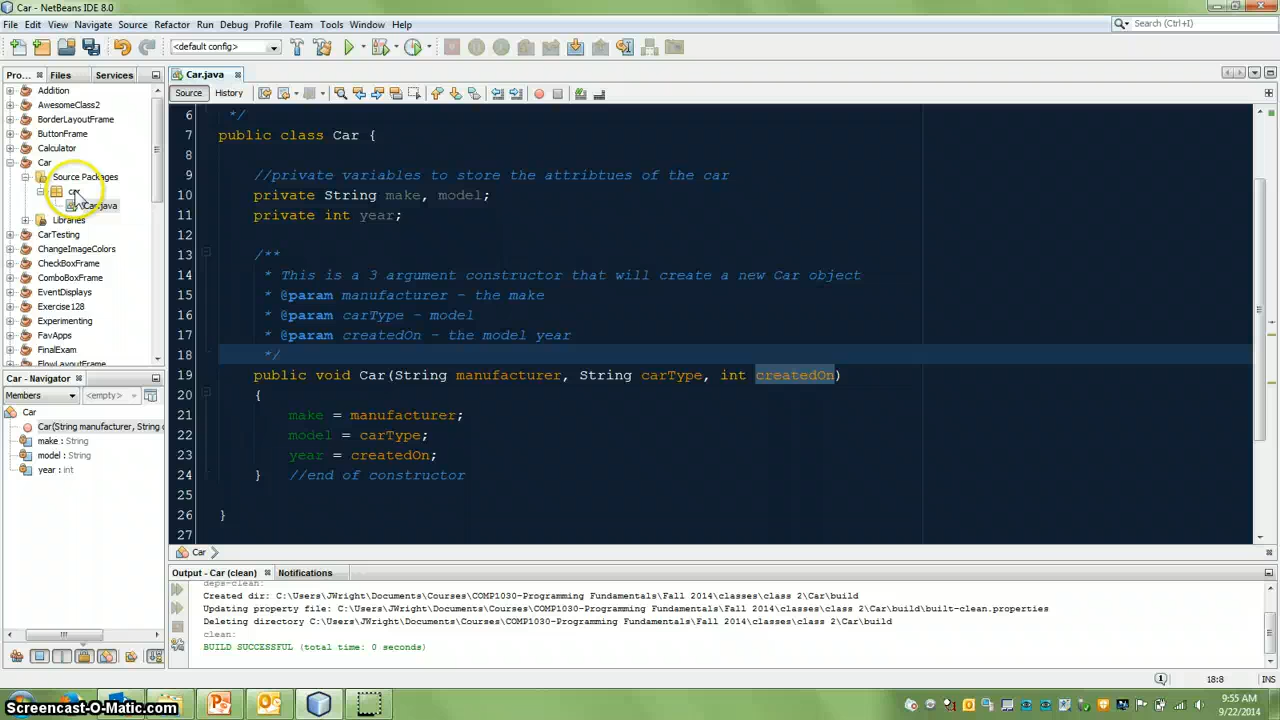 Car - NetBeans IDE 8.0
File Edit View Navigate Source Refactor Run Debug Profile Team Tools Window Help
Search (Ctrl+I)
<default config>
Pro... Files Services
Car.java
Source History
Addition
AwesomeClass2
BorderLayoutFrame
ButtonFrame
Calculator
Car
Source Packages
car
Car.java
Libraries
CarTesting
ChangeImageColors
CheckBoxFrame
ComboBoxFrame
EventDisplays
Exercise128
Experimenting
FavApps
FinalExam
FlowLayoutFrame
6 */
7 public class Car {
8
9 //private variables to store the attribtues of the car
10 private String make, model;
11 private int year;
12
13 /**
14 * This is a 3 argument constructor that will create a new Car object
15 * @param manufacturer - the make
16 * @param carType - model
17 * @param createdOn - the model year
18 */
19 public void Car(String manufacturer, String carType, int createdOn)
20 {
21 make = manufacturer;
22 model = carType;
23 year = createdOn;
24 } //end of constructor
25
26 }
27
Car - Navigator
Members <empty>
Car
Car(String manufacturer, String c
make : String
model : String
year : int
Car
Output - Car (clean) Notifications
deps-clean:
Created dir: C:\Users\JWright\Documents\Courses\COMP1030-Programming Fundamentals\Fall 2014\classes\class 2\Car\build
Updating property file: C:\Users\JWright\Documents\Courses\COMP1030-Programming Fundamentals\Fall 2014\classes\class 2\Car\build\built-clean.properties
Deleting directory C:\Users\JWright\Documents\Courses\COMP1030-Programming Fundamentals\Fall 2014\classes\class 2\Car\build
clean:
BUILD SUCCESSFUL (total time: 0 seconds)
18:8 INS
Screencast-O-Matic.com
9:55 AM
9/22/2014